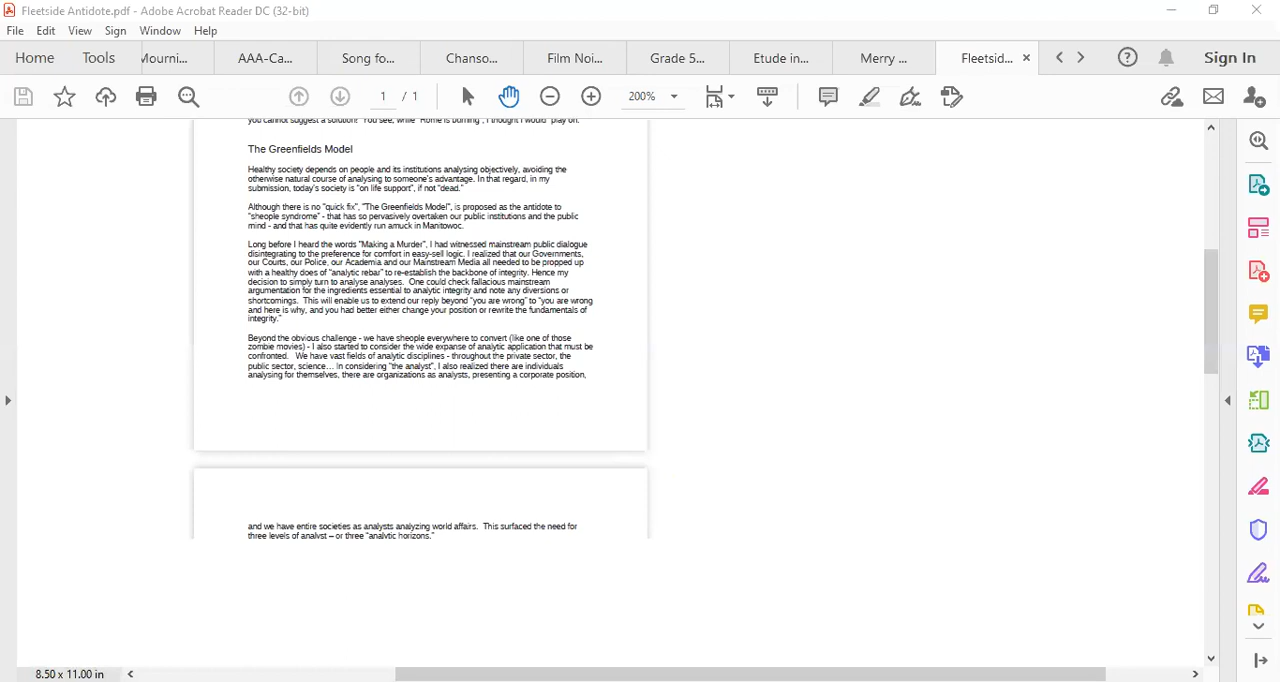 Fleetside Antidote.pdf - Adobe Acrobat Reader DC (32-bit)
File Edit View Sign Window Help
Home Tools Mourni... AAA-Ca... Song fo... Chanso... Film Noi... Grade 5... Etude in... Merry ... Fleetsid... Sign In
1 / 1 200%
you cannot suggest a solution! You see, while "Rome is burning", I thought I would "play on."
The Greenfields Model
Healthy society depends on people and its institutions analysing objectively, avoiding the
otherwise natural course of analysing to someone's advantage. In that regard, in my
submission, today's society is "on life support", if not "dead."
Although there is no "quick fix", "The Greenfields Model", is proposed as the antidote to
"sheople syndrome" - that has so pervasively overtaken our public institutions and the public
mind - and that has quite evidently run amuck in Manitowoc.
Long before I heard the words "Making a Murder", I had witnessed mainstream public dialogue
disintegrating to the preference for comfort in easy-sell logic. I realized that our Governments,
our Courts, our Police, our Academia and our Mainstream Media all needed to be propped up
with a healthy does of "analytic rebar" to re-establish the backbone of integrity. Hence my
decision to simply turn to analyse analyses. One could check fallacious mainstream
argumentation for the ingredients essential to analytic integrity and note any diversions or
shortcomings. This will enable us to extend our reply beyond "you are wrong" to "you are wrong
and here is why, and you had better either change your position or rewrite the fundamentals of
integrity."
Beyond the obvious challenge - we have sheople everywhere to convert (like one of those
zombie movies) - I also started to consider the wide expanse of analytic application that must be
confronted. We have vast fields of analytic disciplines - throughout the private sector, the
public sector, science... In considering "the analyst", I also realized there are individuals
analysing for themselves, there are organizations as analysts, presenting a corporate position,
and we have entire societies as analysts analyzing world affairs. This surfaced the need for
three levels of analyst – or three "analytic horizons."
8.50 x 11.00 in